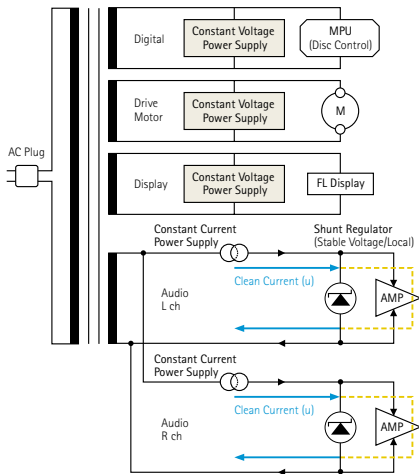 Digital
Constant Voltage
Power Supply
MPU
(Disc Control)
Drive
Motor
Constant Voltage
Power Supply
M
AC Plug
Display
Constant Voltage
Power Supply
FL Display
Constant Current
Power Supply
Shunt Regulator
(Stable Voltage/Local)
Clean Current (u)
Audio
L ch
AMP
Constant Current
Power Supply
Clean Current (u)
Audio
R ch
AMP